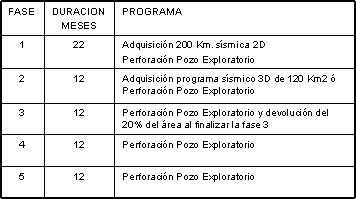 FASE DURACION MESES PROGRAMA
1 22 Adquisición 200 Km. sísmica 2D
Perforación Pozo Exploratorio
2 12 Adquisición programa sísmico 3D de 120 Km2 ó
Perforación Pozo Exploratorio
3 12 Perforación Pozo Exploratorio y devolución del
20% del área al finalizar la fase 3
4 12 Perforación Pozo Exploratorio
5 12 Perforación Pozo Exploratorio